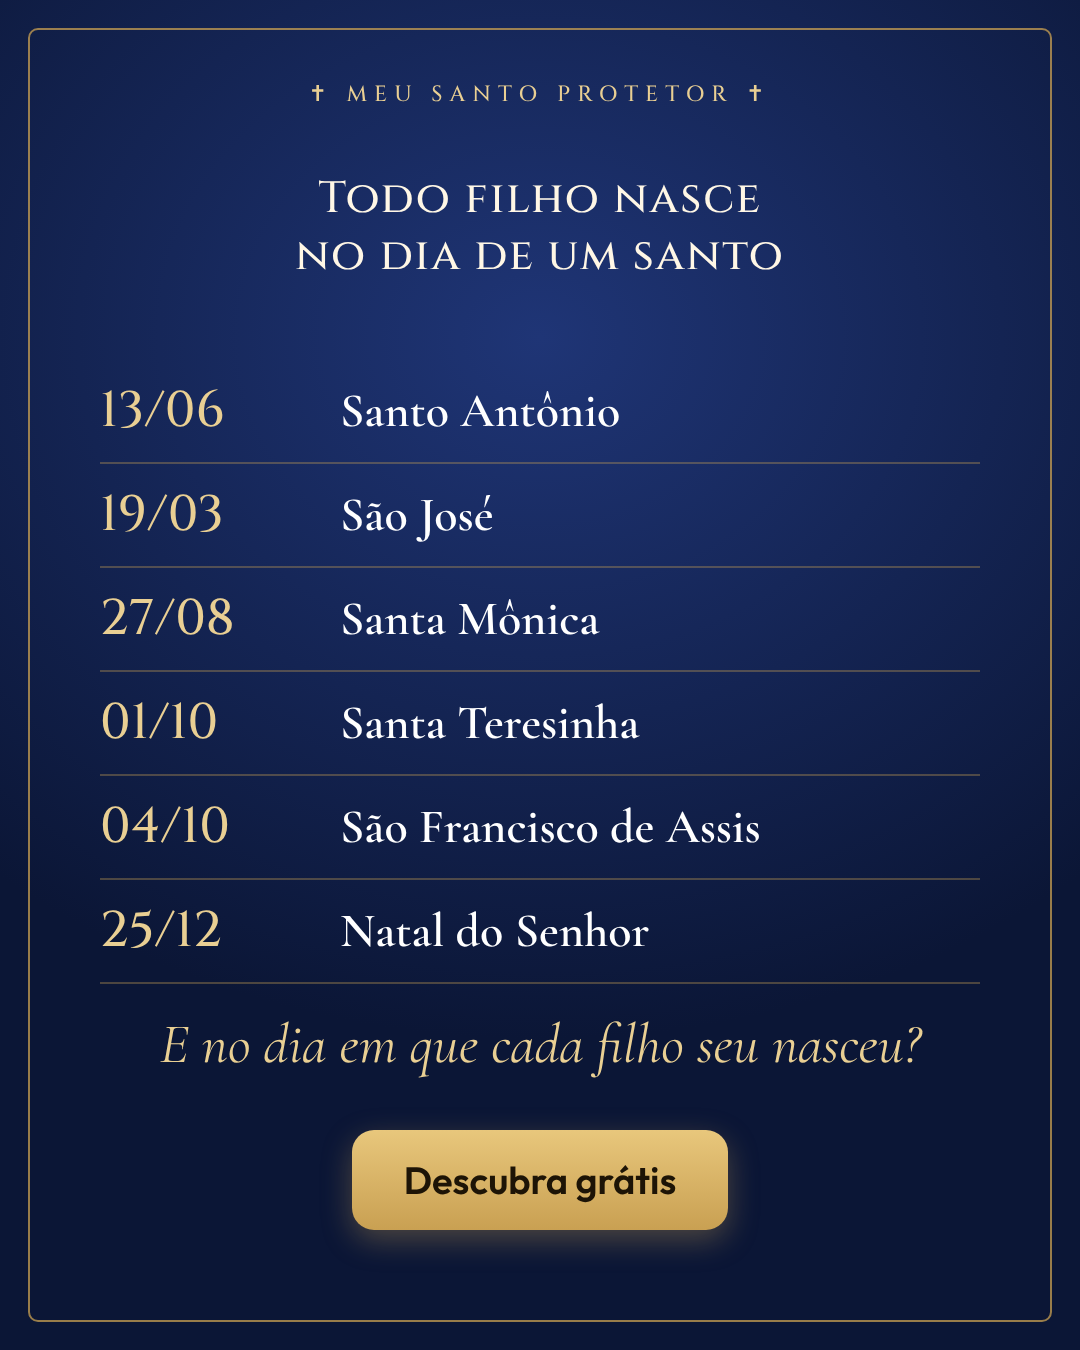 ✝ MEU SANTO PROTETOR ✝
Todo filho nasce
no dia de um santo
13/06 Santo Antônio
19/03 São José
27/08 Santa Mônica
01/10 Santa Teresinha
04/10 São Francisco de Assis
25/12 Natal do Senhor
E no dia em que cada filho seu nasceu?
Descubra grátis